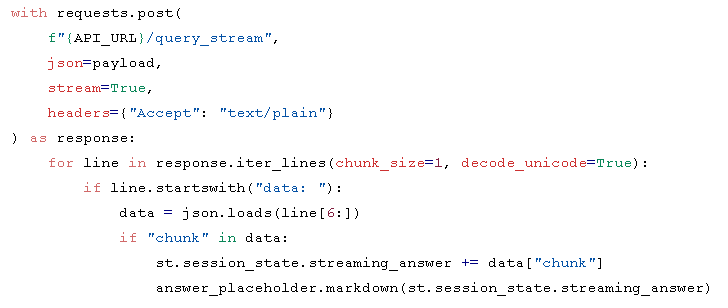 with requests.post(
    f"{API_URL}/query_stream",
    json=payload,
    stream=True,
    headers={"Accept": "text/plain"}
) as response:
    for line in response.iter_lines(chunk_size=1, decode_unicode=True):
        if line.startswith("data: "):
            data = json.loads(line[6:])
            if "chunk" in data:
                st.session_state.streaming_answer += data["chunk"]
                answer_placeholder.markdown(st.session_state.streaming_answer)